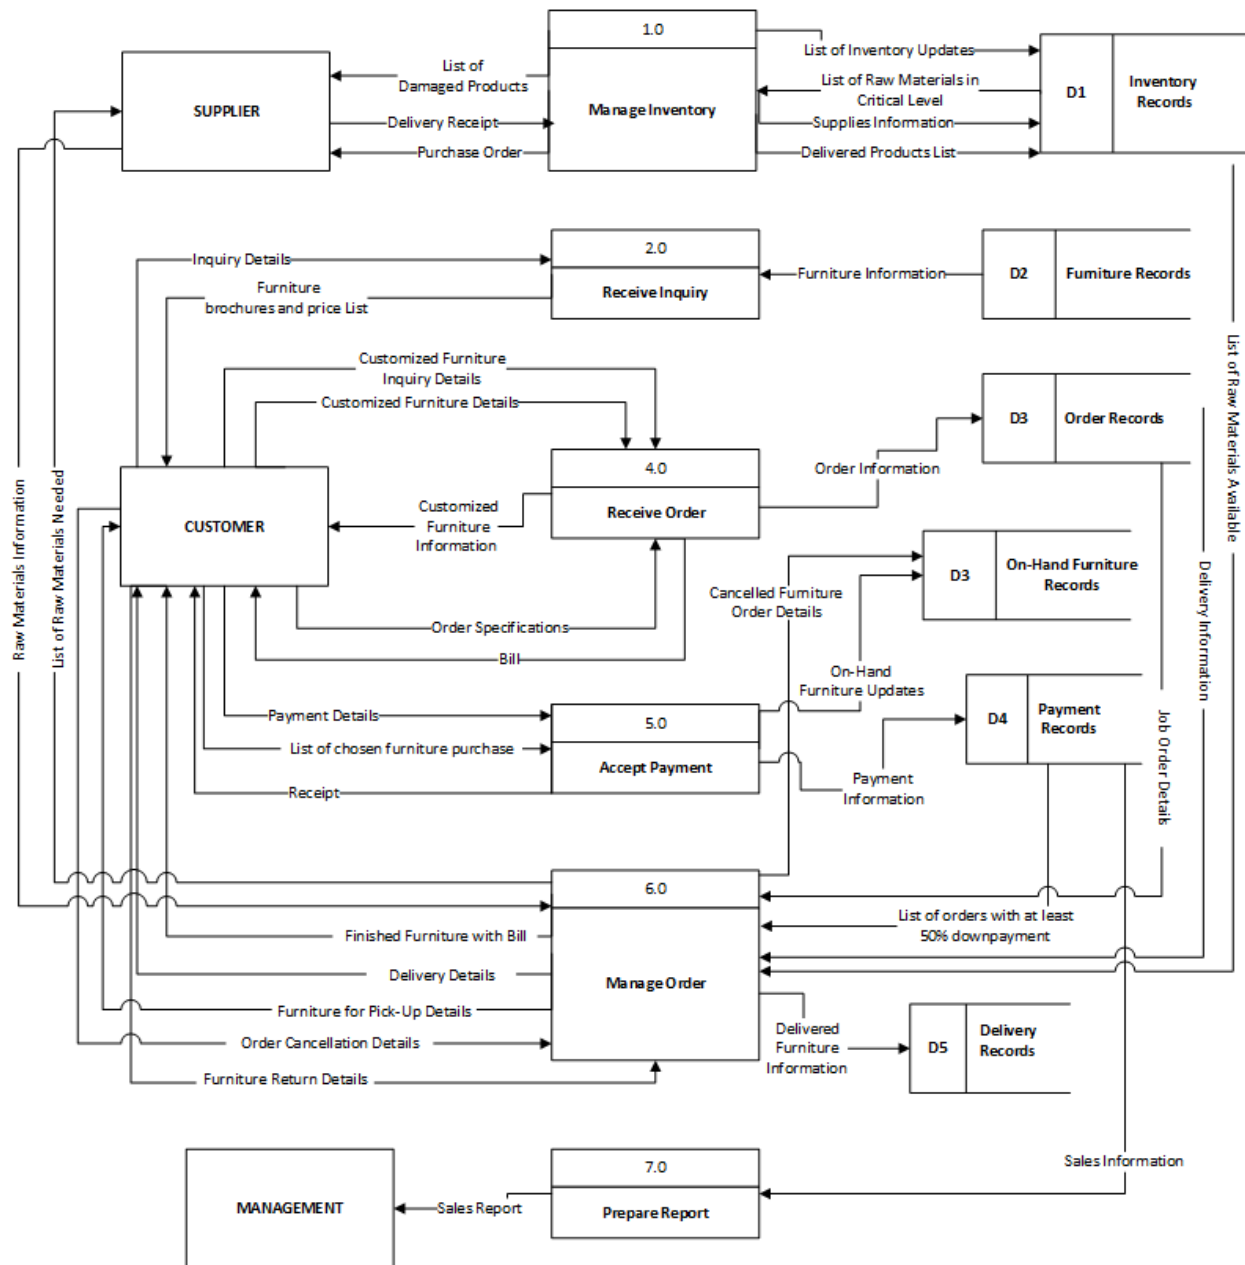 1.0
Manage Inventory
SUPPLIER
List of
Damaged Products
Delivery Receipt
Purchase Order
List of Inventory Updates
List of Raw Materials in
Critical Level
Supplies Information
Delivered Products List
D1
Inventory
Records
Inquiry Details
Furniture
brochures and price List
2.0
Receive Inquiry
Furniture Information
D2
Furniture Records
Customized Furniture
Inquiry Details
Customized Furniture Details
4.0
Receive Order
Order Information
D3
Order Records
CUSTOMER
Customized
Furniture
Information
Order Specifications
Bill
Cancelled Furniture
Order Details
D3
On-Hand Furniture
Records
On-Hand
Furniture Updates
Payment Details
List of chosen furniture purchase
Receipt
5.0
Accept Payment
Payment
Information
D4
Payment
Records
Raw Materials Information
List of Raw Materials Needed
List of Raw Materials Available
Delivery Information
Job Order Details
6.0
Manage Order
List of orders with at least
50% downpayment
Finished Furniture with Bill
Delivery Details
Furniture for Pick-Up Details
Order Cancellation Details
Furniture Return Details
Delivered
Furniture
Information
D5
Delivery
Records
Sales Information
MANAGEMENT
Sales Report
7.0
Prepare Report